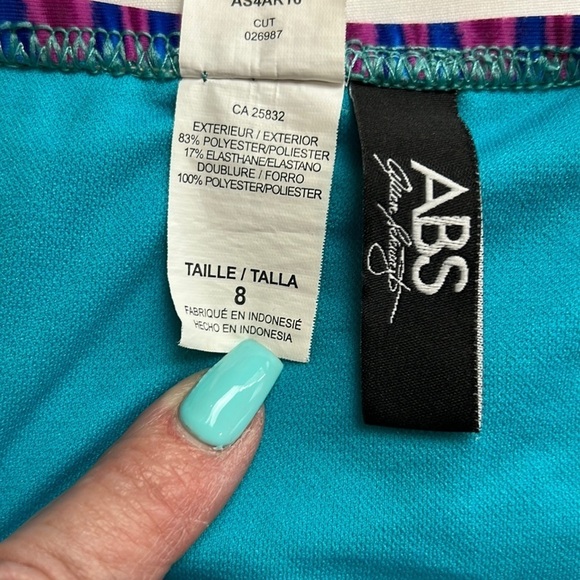 AS4AR10
CUT
026987
CA 25832
EXTERIEUR / EXTERIOR
83% POLYESTER/POLIESTER
17% ELASTHANE/ELASTANO
DOUBLURE / FORRO
100% POLYESTER/POLIESTER
TAILLE / TALLA
8
FABRIQUÉ EN INDONESIÉ
HECHO EN INDONESIA
ABS
Allen Schwartz